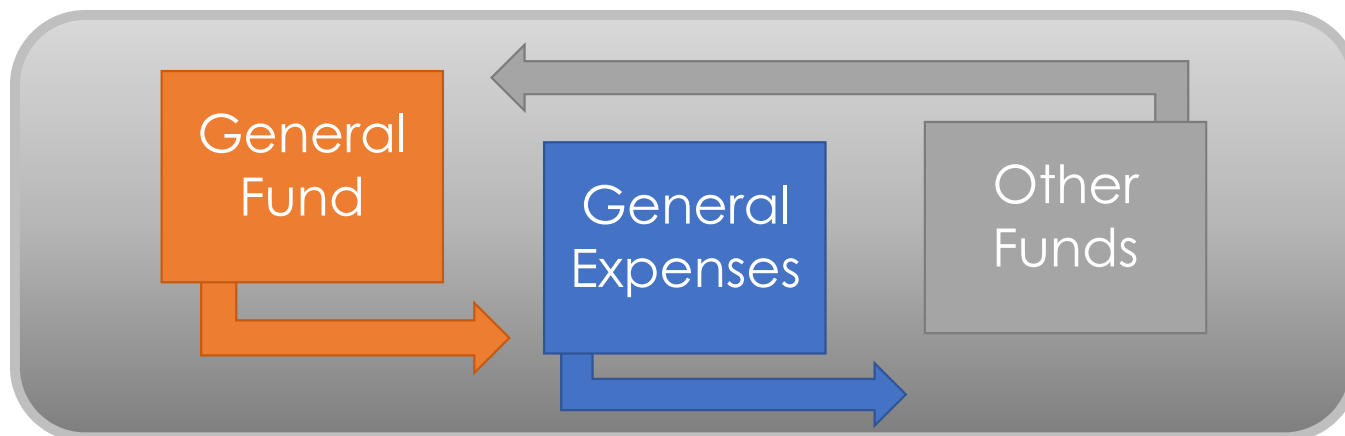 General
Fund
General
Expenses
Other
Funds